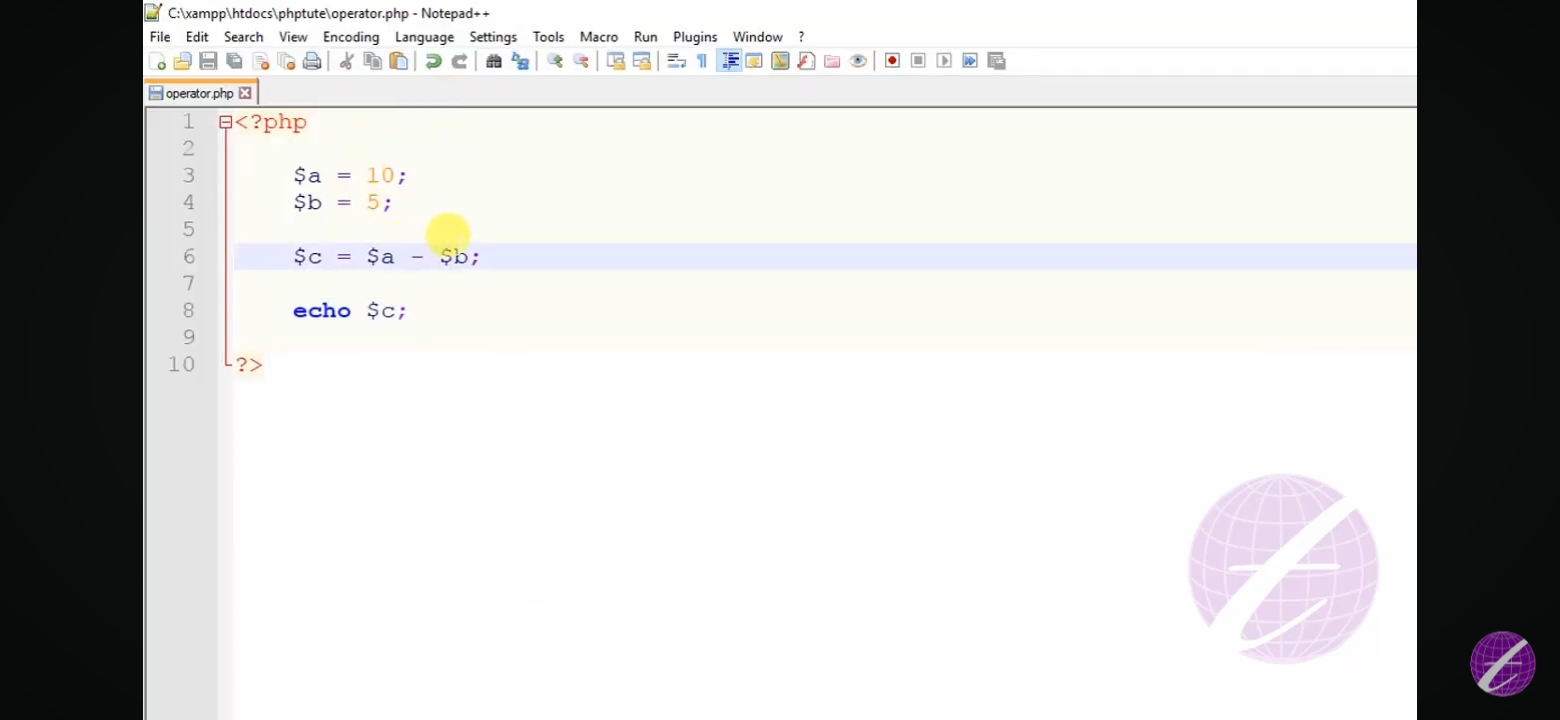 C:\xampp\htdocs\phptute\operator.php - Notepad++
File Edit Search View Encoding Language Settings Tools Macro Run Plugins Window ?
operator.php
1 <?php
2
3 $a = 10;
4 $b = 5;
5
6 $c = $a - $b;
7
8 echo $c;
9
10 ?>